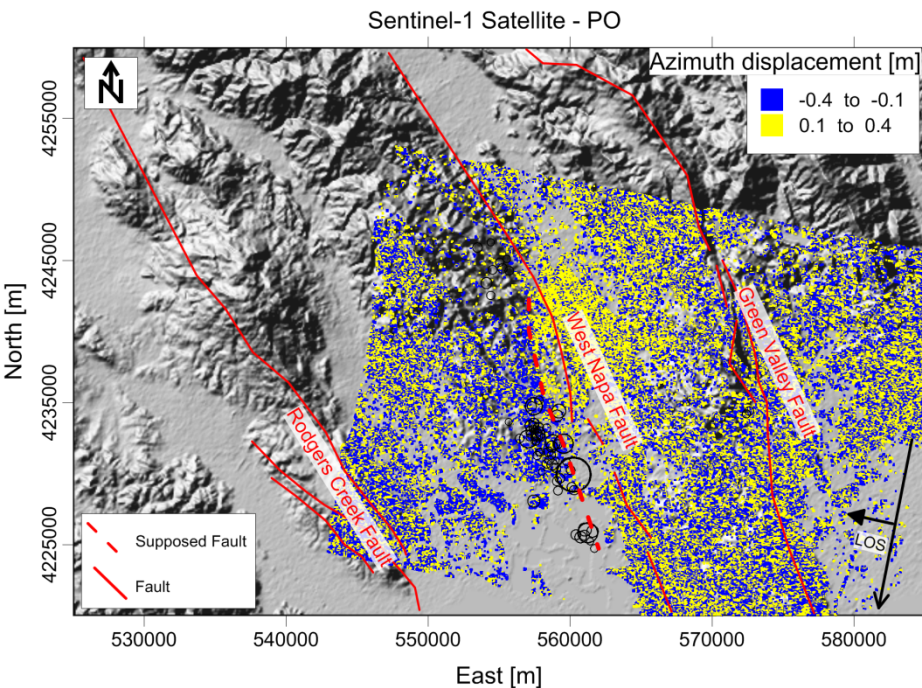 Sentinel-1 Satellite - PO
Azimuth displacement [m]
-0.4 to -0.1
0.1 to 0.4
N
4255000
4245000
4235000
4225000
North [m]
West Napa Fault
Green Valley Fault
Rodgers Creek Fault
LOS
Supposed Fault
Fault
530000 540000 550000 560000 570000 580000
East [m]